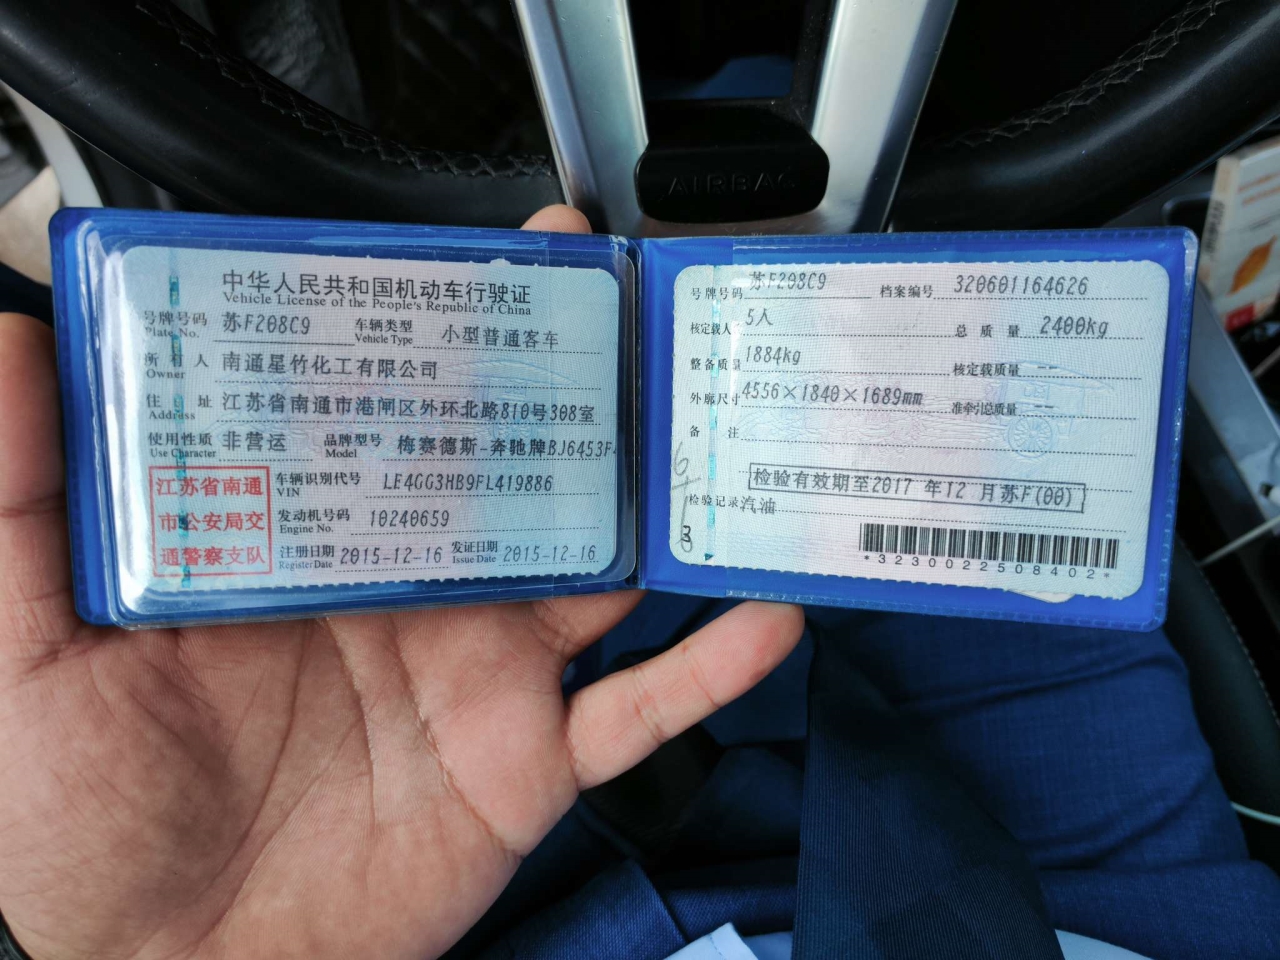 AIRBAG
中华人民共和国机动车行驶证
Vehicle License of the People's Republic of China
号牌号码 苏F208C9 车辆类型 小型普通客车
Plate No. Vehicle Type
所有人 南通星竹化工有限公司
Owner
住址 江苏省南通市港闸区外环北路810号308室
Address
使用性质 非营运 品牌型号 梅赛德斯-奔驰牌BJ6453F
Use Character Model
江苏省南通
市公安局交
通警察支队
车辆识别代号 LE4GG3HB9FL419886
VIN
发动机号码 10240659
Engine No.
注册日期 2015-12-16 发证日期 2015-12-16
Register Date Issue Date
号牌号码 苏F208C9 档案编号 320601164626
核定载人 5人 总质量 2400kg
整备质量 1884kg 核定载质量 --
外廓尺寸 4556×1840×1689mm 准牵引总质量 --
备注
检验有效期至2017年12月苏F(00)
检验记录 汽油
3
*3230022508402*